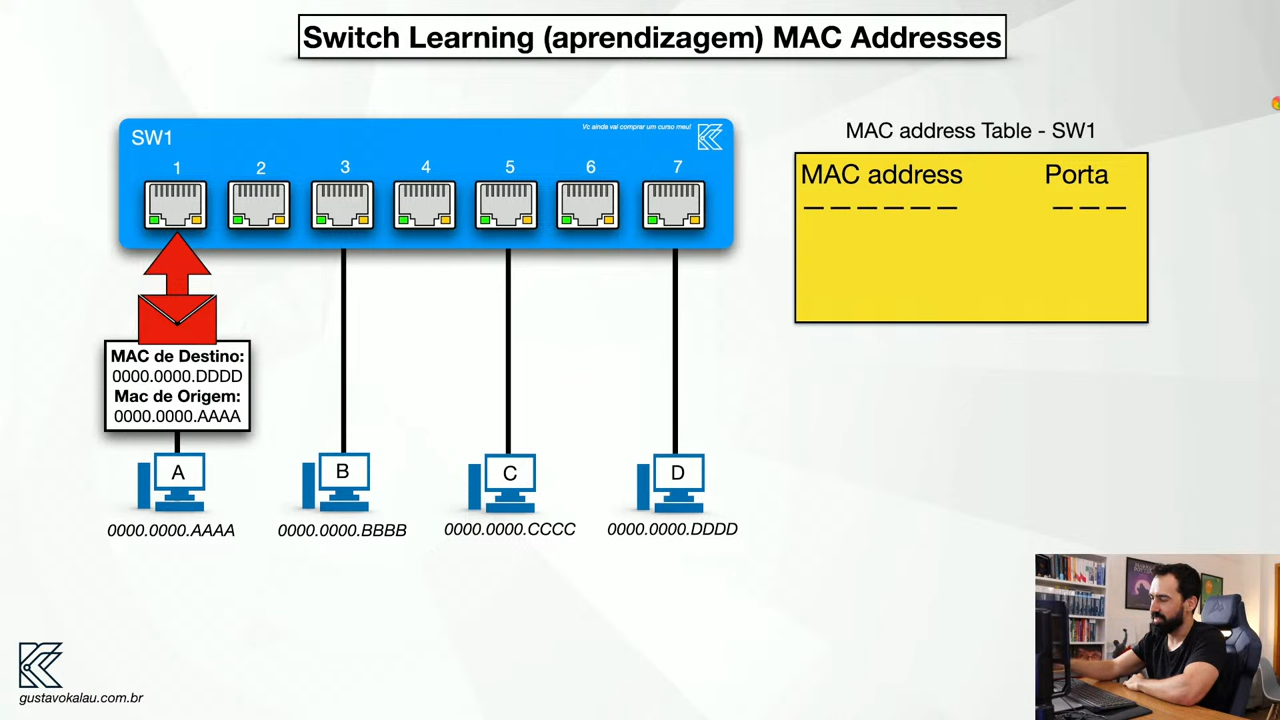 Switch Learning (aprendizagem) MAC Addresses
SW1
Vc ainda vai comprar um curso meu!
1 2 3 4 5 6 7
MAC address Table - SW1
MAC address Porta
MAC de Destino:
0000.0000.DDDD
Mac de Origem:
0000.0000.AAAA
A B C D
0000.0000.AAAA 0000.0000.BBBB 0000.0000.CCCC 0000.0000.DDDD
gustavokalau.com.br